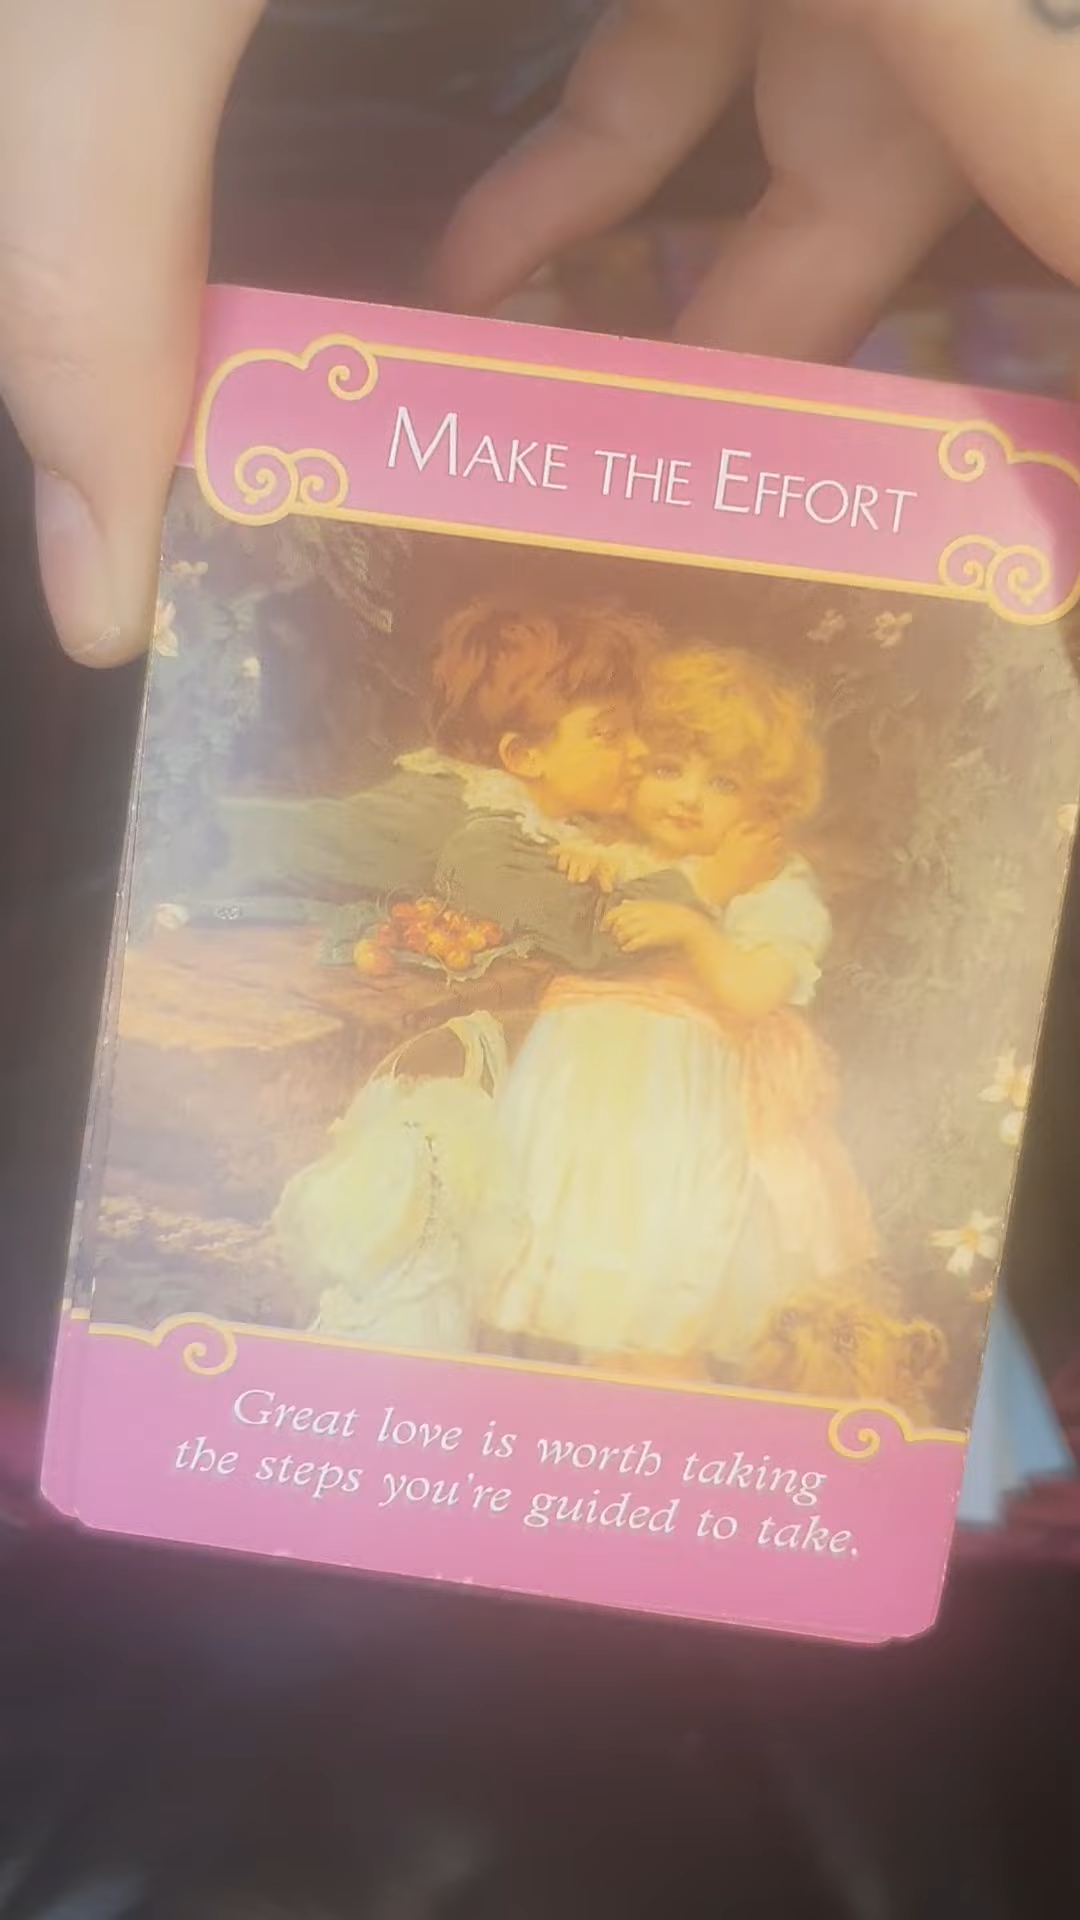 Make the Effort
Great love is worth taking
the steps you're guided to take.